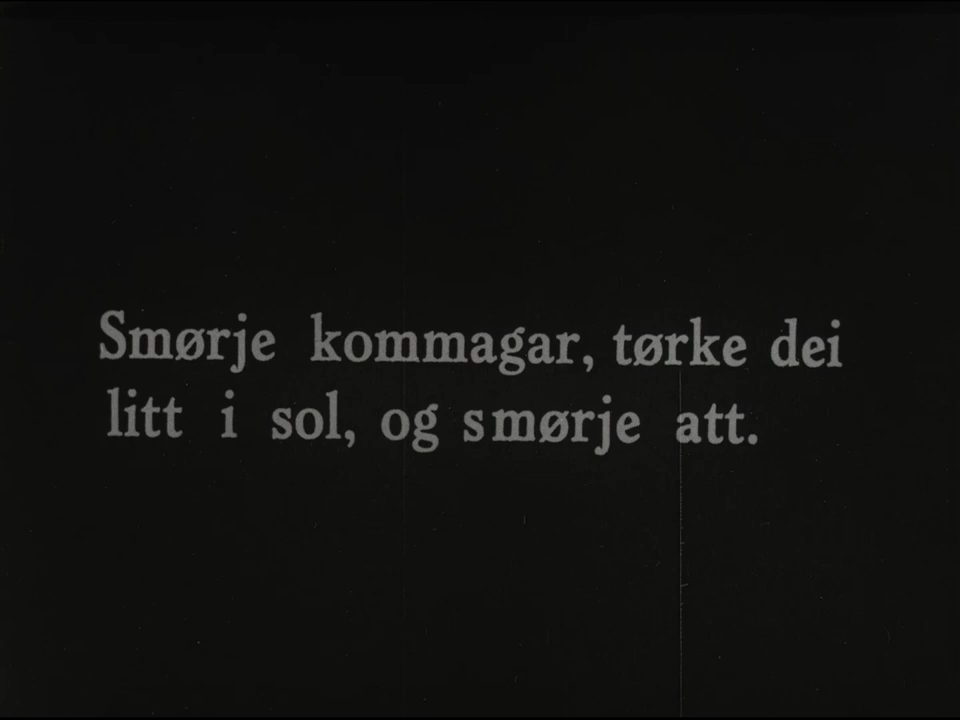 Smørje kommagar, tørke dei
litt i sol, og smørje att.